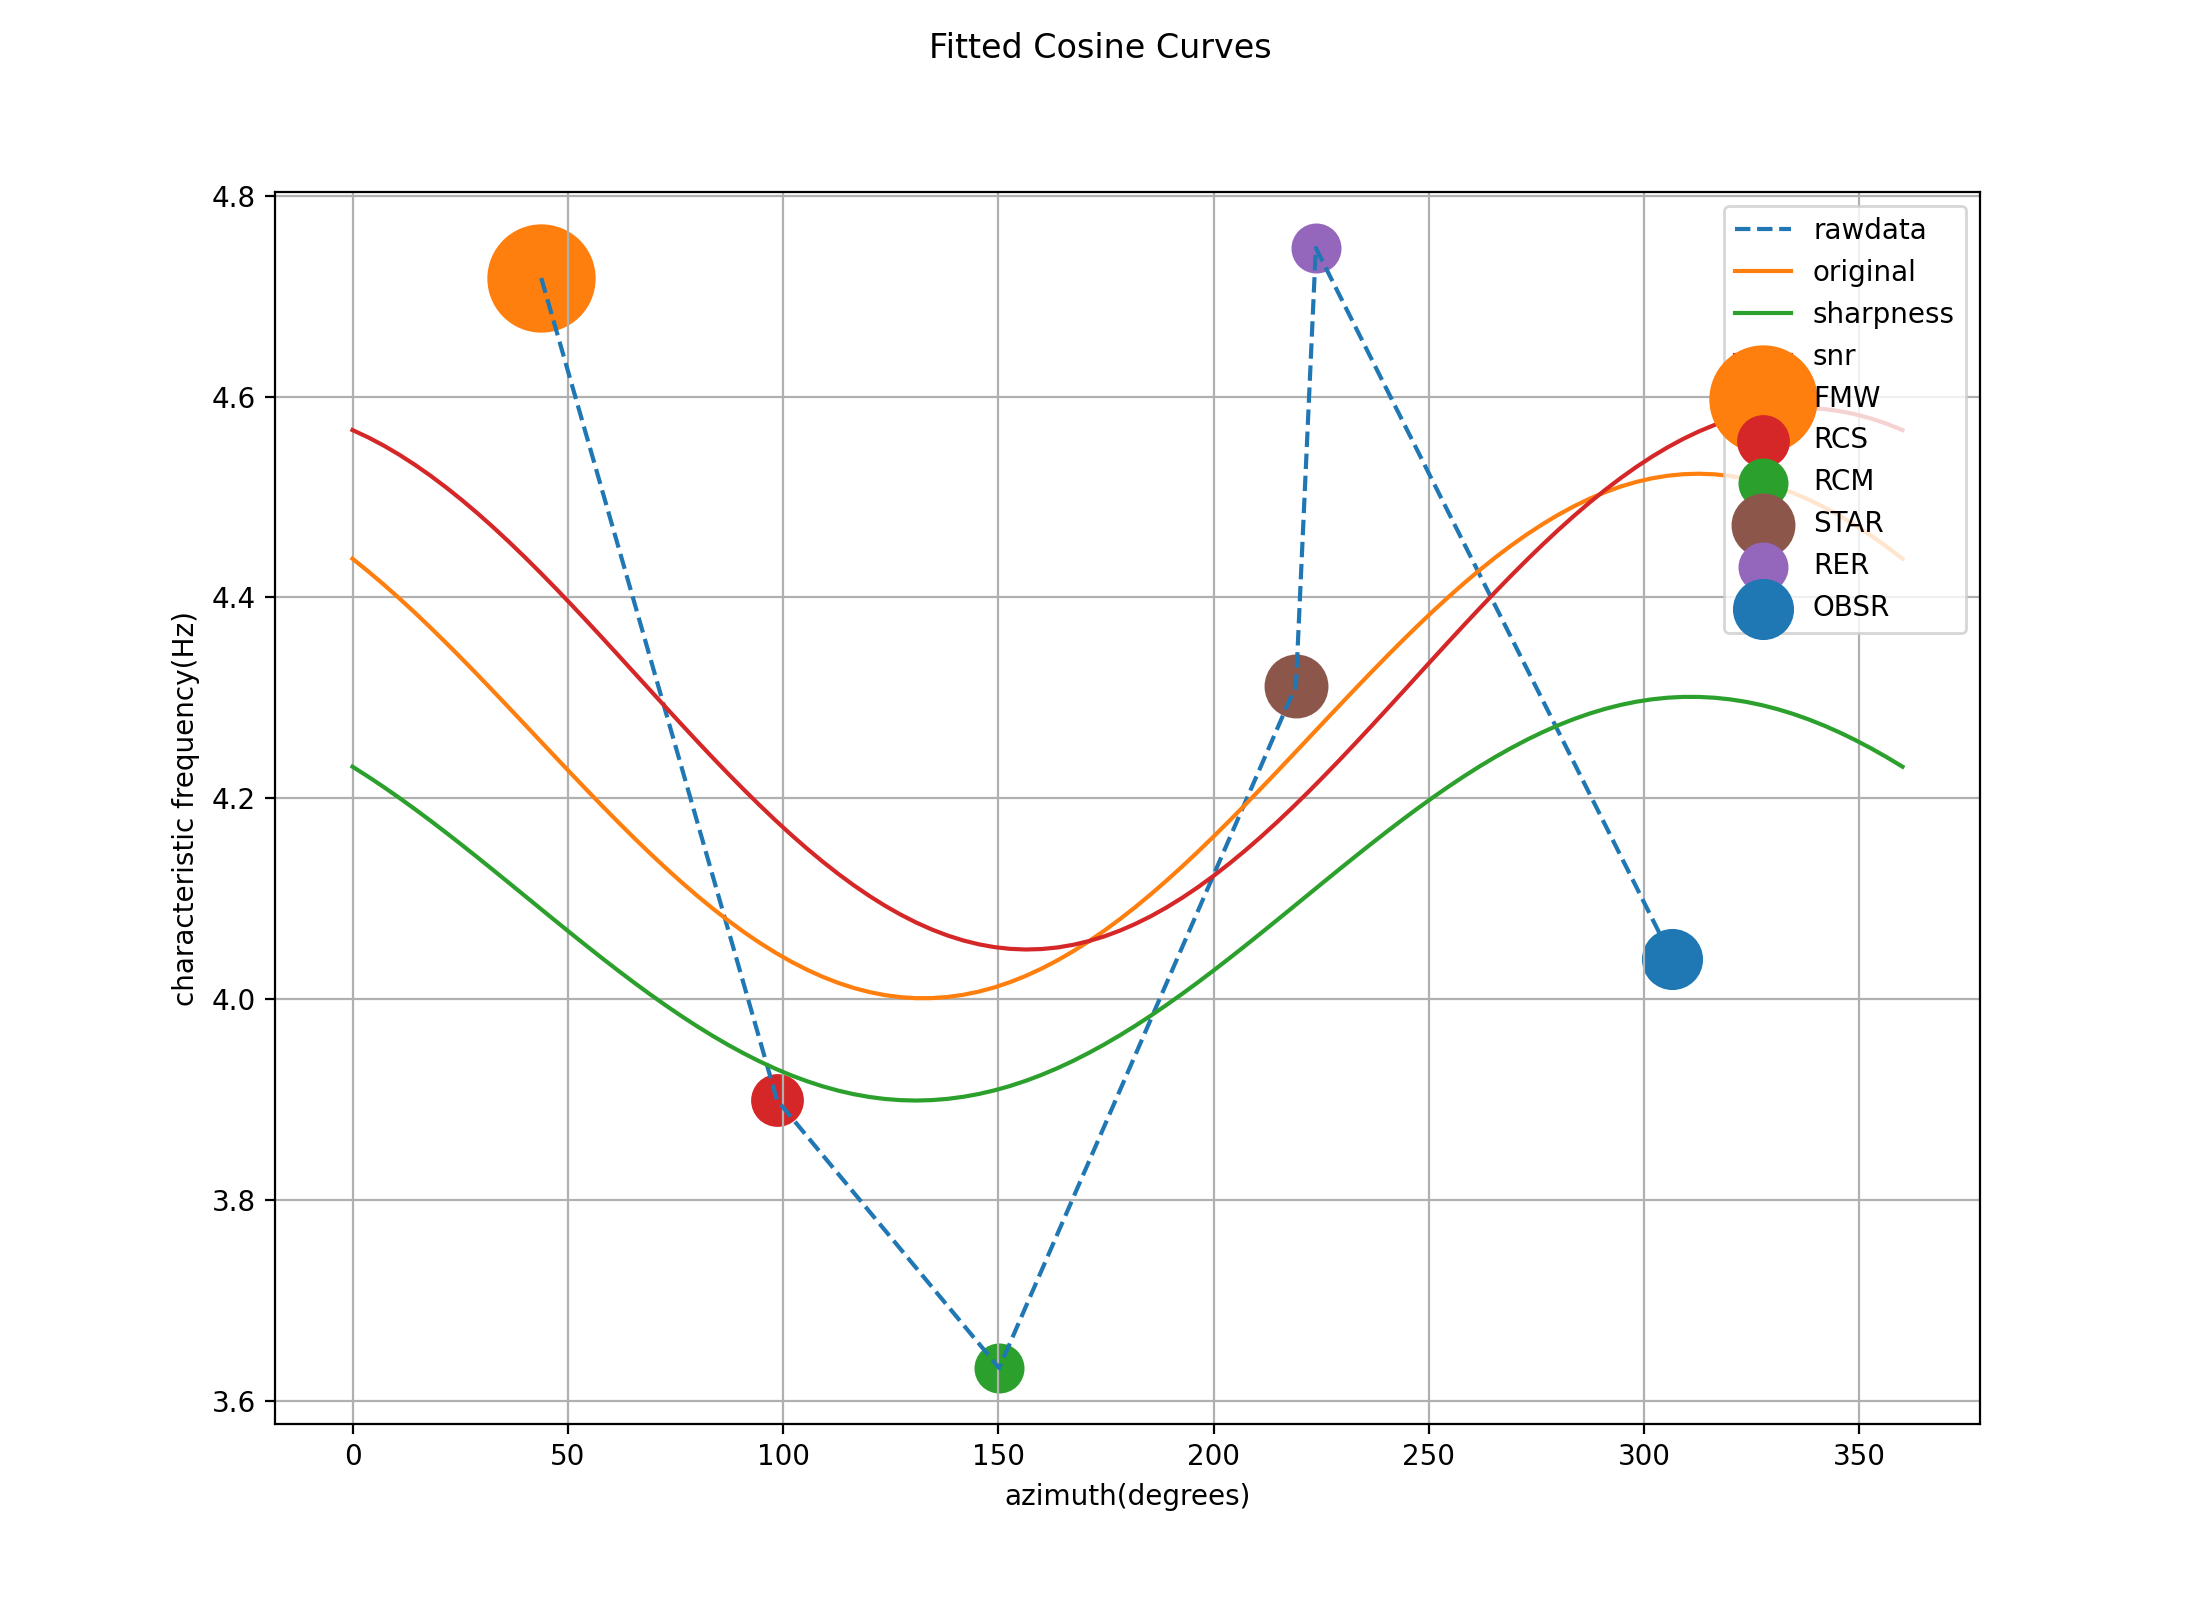 Fitted Cosine Curves
4.8
4.6
4.4
4.2
4.0
3.8
3.6
characteristic frequency(Hz)
rawdata
original
sharpness
snr
FMW
RCS
RCM
STAR
RER
OBSR
0 50 100 150 200 250 300 350
azimuth(degrees)